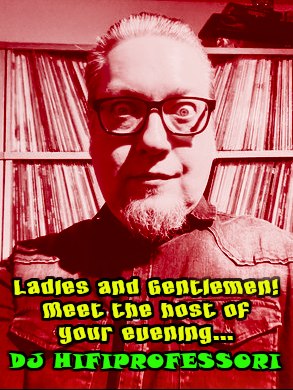 Ladies and Gentlemen!
Meet the host of
your evening...
DJ HIFIPROFESSORI